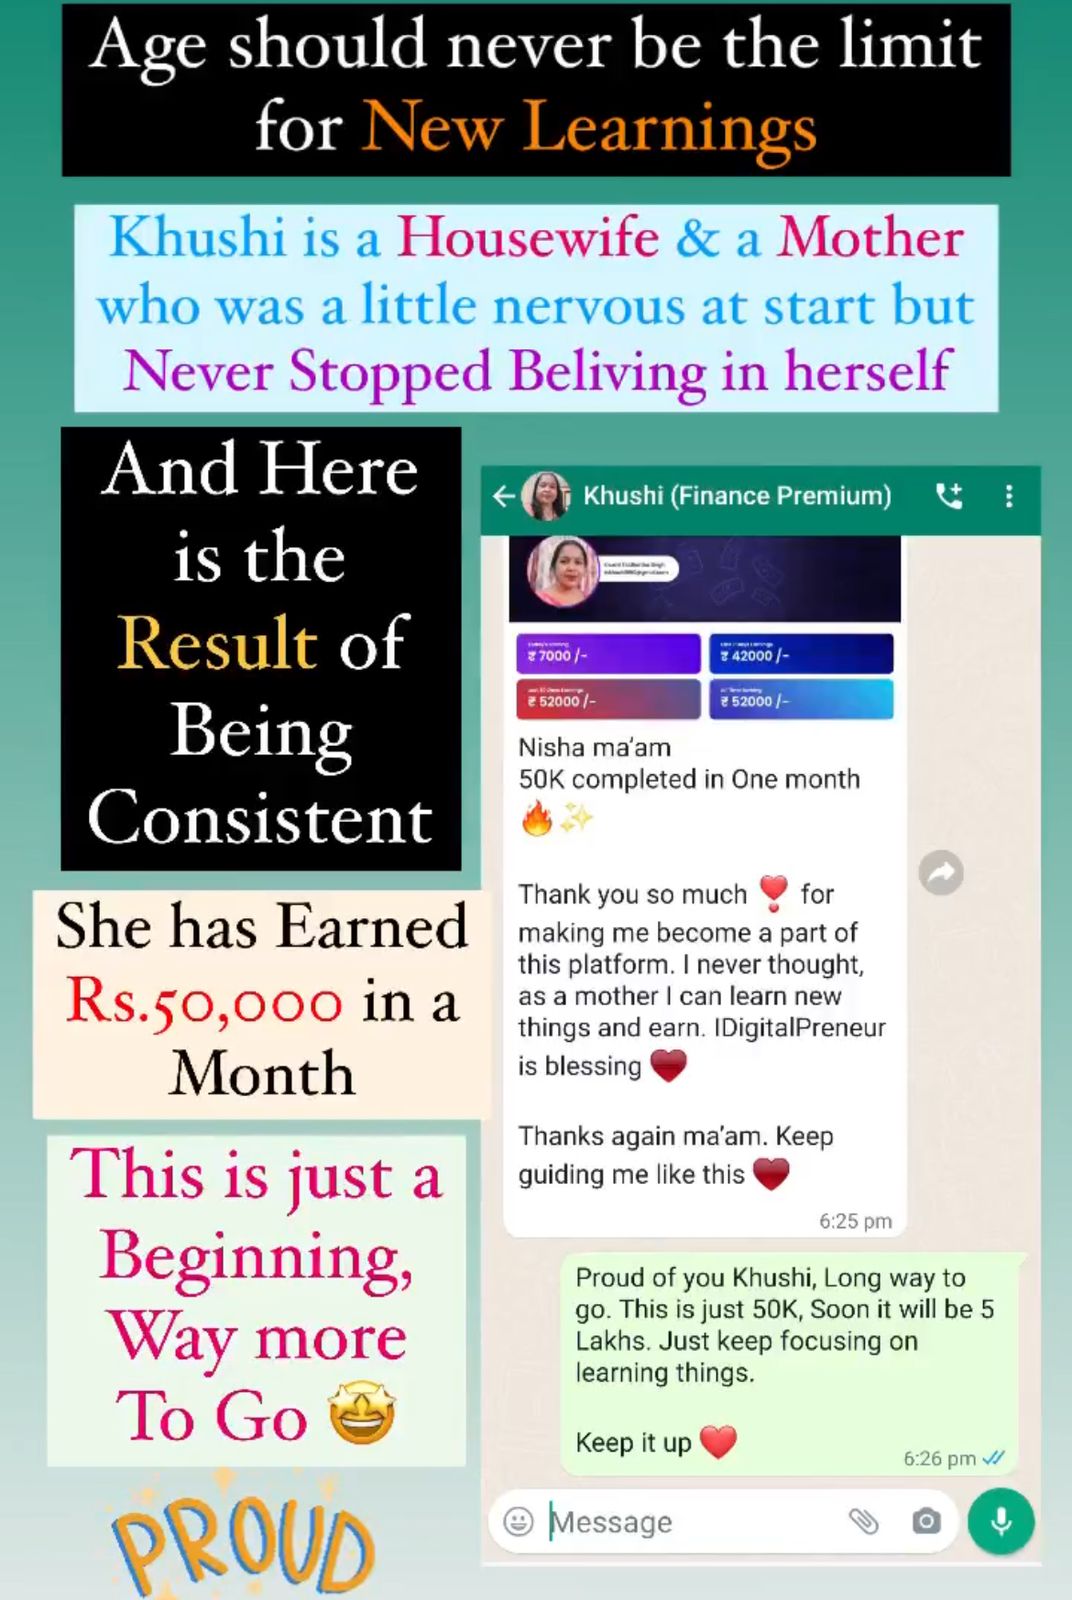 Age should never be the limit
for New Learnings
Khushi is a Housewife & a Mother
who was a little nervous at start but
Never Stopped Beliving in herself
And Here
is the
Result of
Being
Consistent
She has Earned
Rs.50,000 in a
Month
This is just a
Beginning,
Way more
To Go 🤩
PROUD
Khushi (Finance Premium)
₹ 7000 /-
₹ 42000 /-
₹ 52000 /-
₹ 52000 /-
Nisha ma'am
50K completed in One month
🔥 ✨
Thank you so much ❣️ for
making me become a part of
this platform. I never thought,
as a mother I can learn new
things and earn. IDigitalPreneur
is blessing ♥️
Thanks again ma'am. Keep
guiding me like this ♥️
6:25 pm
Proud of you Khushi, Long way to
go. This is just 50K, Soon it will be 5
Lakhs. Just keep focusing on
learning things.
Keep it up ❤️
6:26 pm
Message